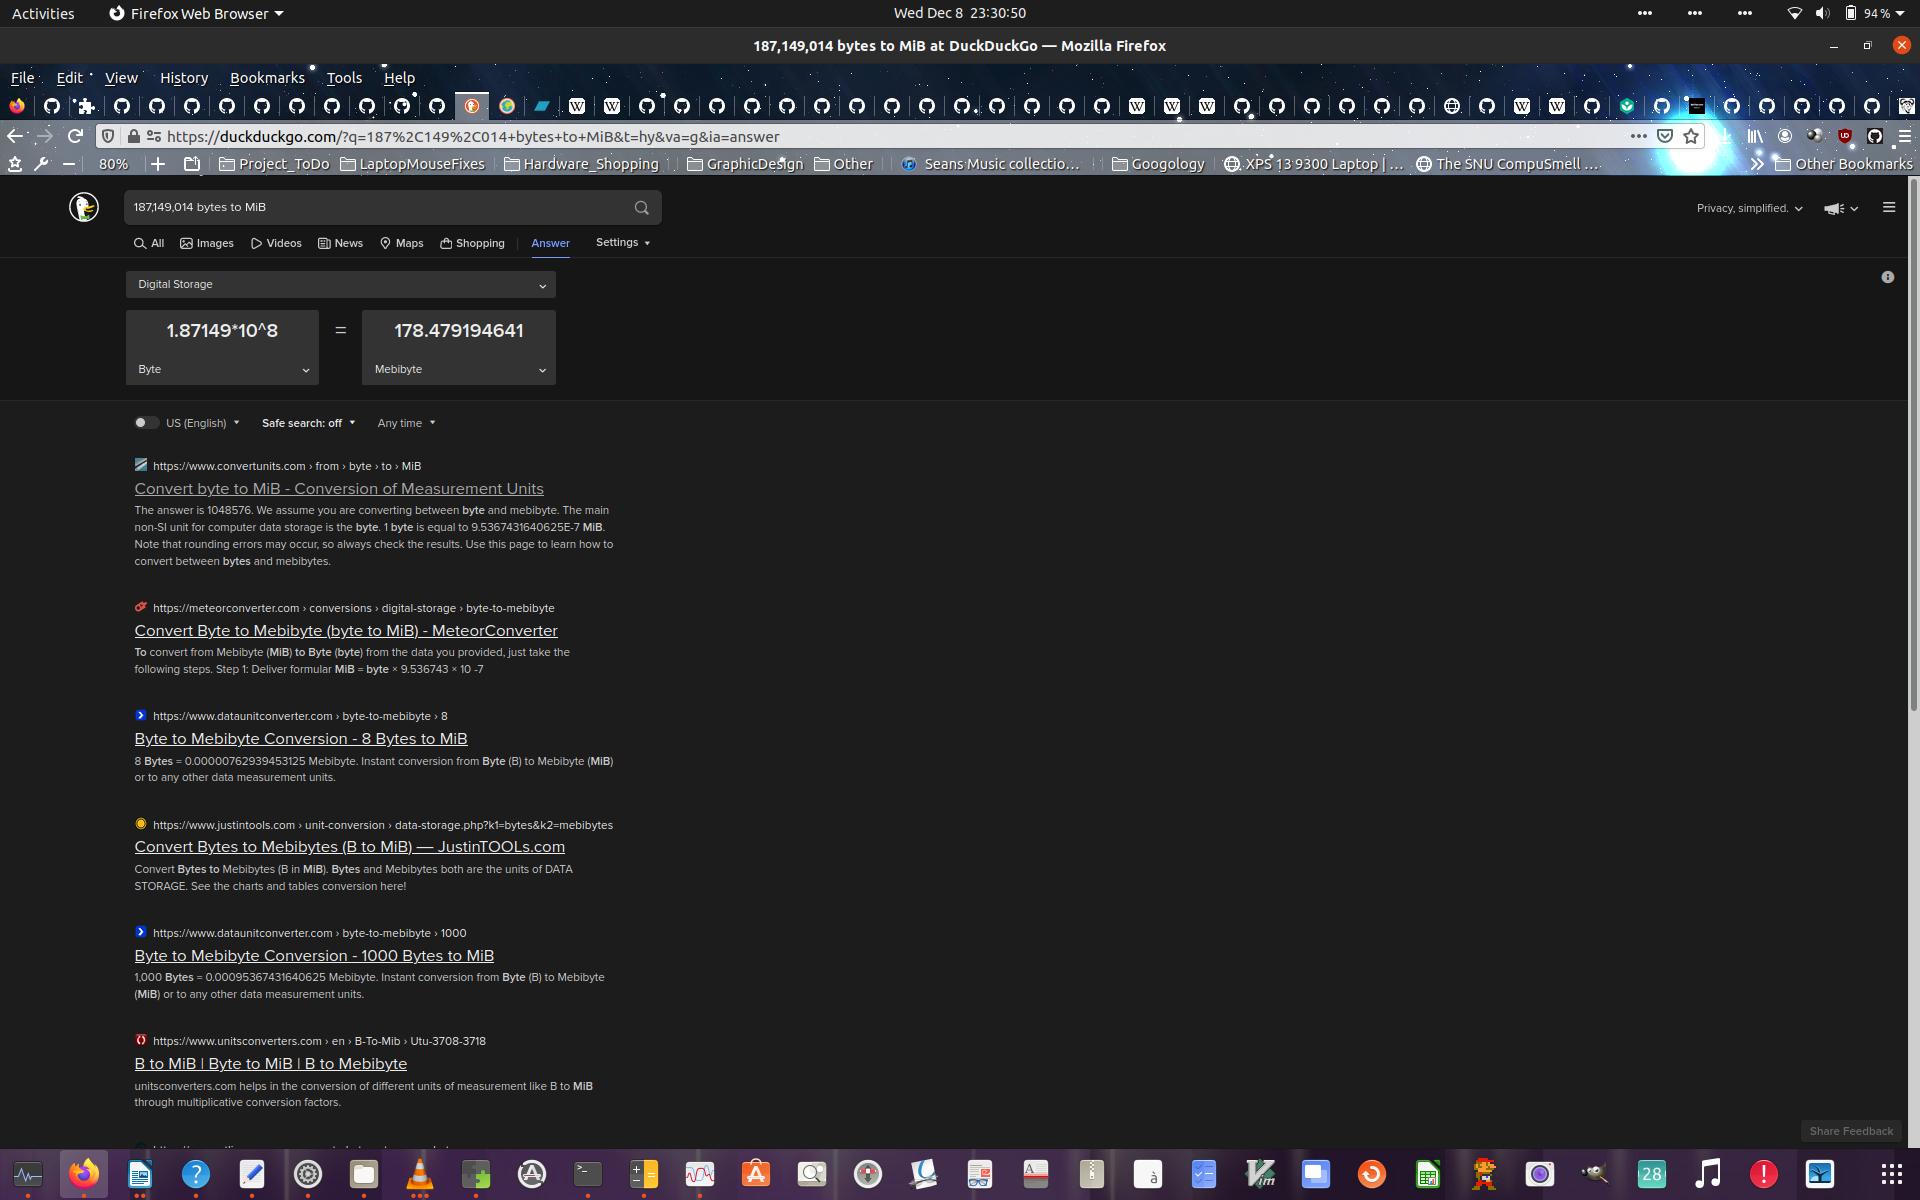 Activities
Firefox Web Browser
Wed Dec 8 23:30:50
94 %
187,149,014 bytes to MiB at DuckDuckGo — Mozilla Firefox
File Edit View History Bookmarks Tools Help
https://duckduckgo.com/?q=187%2C149%2C014+bytes+to+MiB&t=hy&va=g&ia=answer
80%
Project_ToDo
LaptopMouseFixes
Hardware_Shopping
GraphicDesign
Other
Seans Music collectio…
Googology
XPS 13 9300 Laptop | …
The SNU CompuSmell …
Other Bookmarks
187,149,014 bytes to MiB
Privacy, simplified.
All Images Videos News Maps Shopping Answer Settings
Digital Storage
1.87149*10^8 = 178.479194641
Byte Mebibyte
US (English) Safe search: off Any time
https://www.convertunits.com › from › byte › to › MiB
Convert byte to MiB - Conversion of Measurement Units
The answer is 1048576. We assume you are converting between byte and mebibyte. The main
non-SI unit for computer data storage is the byte. 1 byte is equal to 9.5367431640625E-7 MiB.
Note that rounding errors may occur, so always check the results. Use this page to learn how to
convert between bytes and mebibytes.
https://meteorconverter.com › conversions › digital-storage › byte-to-mebibyte
Convert Byte to Mebibyte (byte to MiB) - MeteorConverter
To convert from Mebibyte (MiB) to Byte (byte) from the data you provided, just take the
following steps. Step 1: Deliver formular MiB = byte × 9.536743 × 10 -7
https://www.dataunitconverter.com › byte-to-mebibyte › 8
Byte to Mebibyte Conversion - 8 Bytes to MiB
8 Bytes = 0.00000762939453125 Mebibyte. Instant conversion from Byte (B) to Mebibyte (MiB)
or to any other data measurement units.
https://www.justintools.com › unit-conversion › data-storage.php?k1=bytes&k2=mebibytes
Convert Bytes to Mebibytes (B to MiB) — JustinTOOLs.com
Convert Bytes to Mebibytes (B in MiB). Bytes and Mebibytes both are the units of DATA
STORAGE. See the charts and tables conversion here!
https://www.dataunitconverter.com › byte-to-mebibyte › 1000
Byte to Mebibyte Conversion - 1000 Bytes to MiB
1,000 Bytes = 0.00095367431640625 Mebibyte. Instant conversion from Byte (B) to Mebibyte
(MiB) or to any other data measurement units.
https://www.unitsconverters.com › en › B-To-Mib › Utu-3708-3718
B to MiB | Byte to MiB | B to Mebibyte
unitsconverters.com helps in the conversion of different units of measurement like B to MiB
through multiplicative conversion factors.
Share Feedback
28